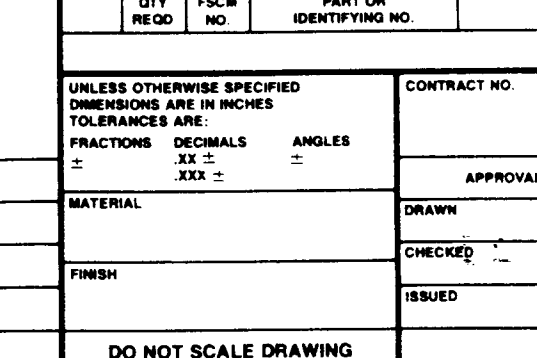 QTY REQD
FSCM NO.
PART OR IDENTIFYING NO.
UNLESS OTHERWISE SPECIFIED
DIMENSIONS ARE IN INCHES
TOLERANCES ARE:
FRACTIONS DECIMALS ANGLES
± .XX ± ±
.XXX ±
MATERIAL
FINISH
DO NOT SCALE DRAWING
CONTRACT NO.
APPROVAL
DRAWN
CHECKED
ISSUED